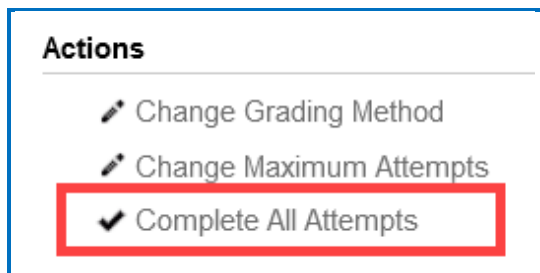 Actions
Change Grading Method
Change Maximum Attempts
Complete All Attempts